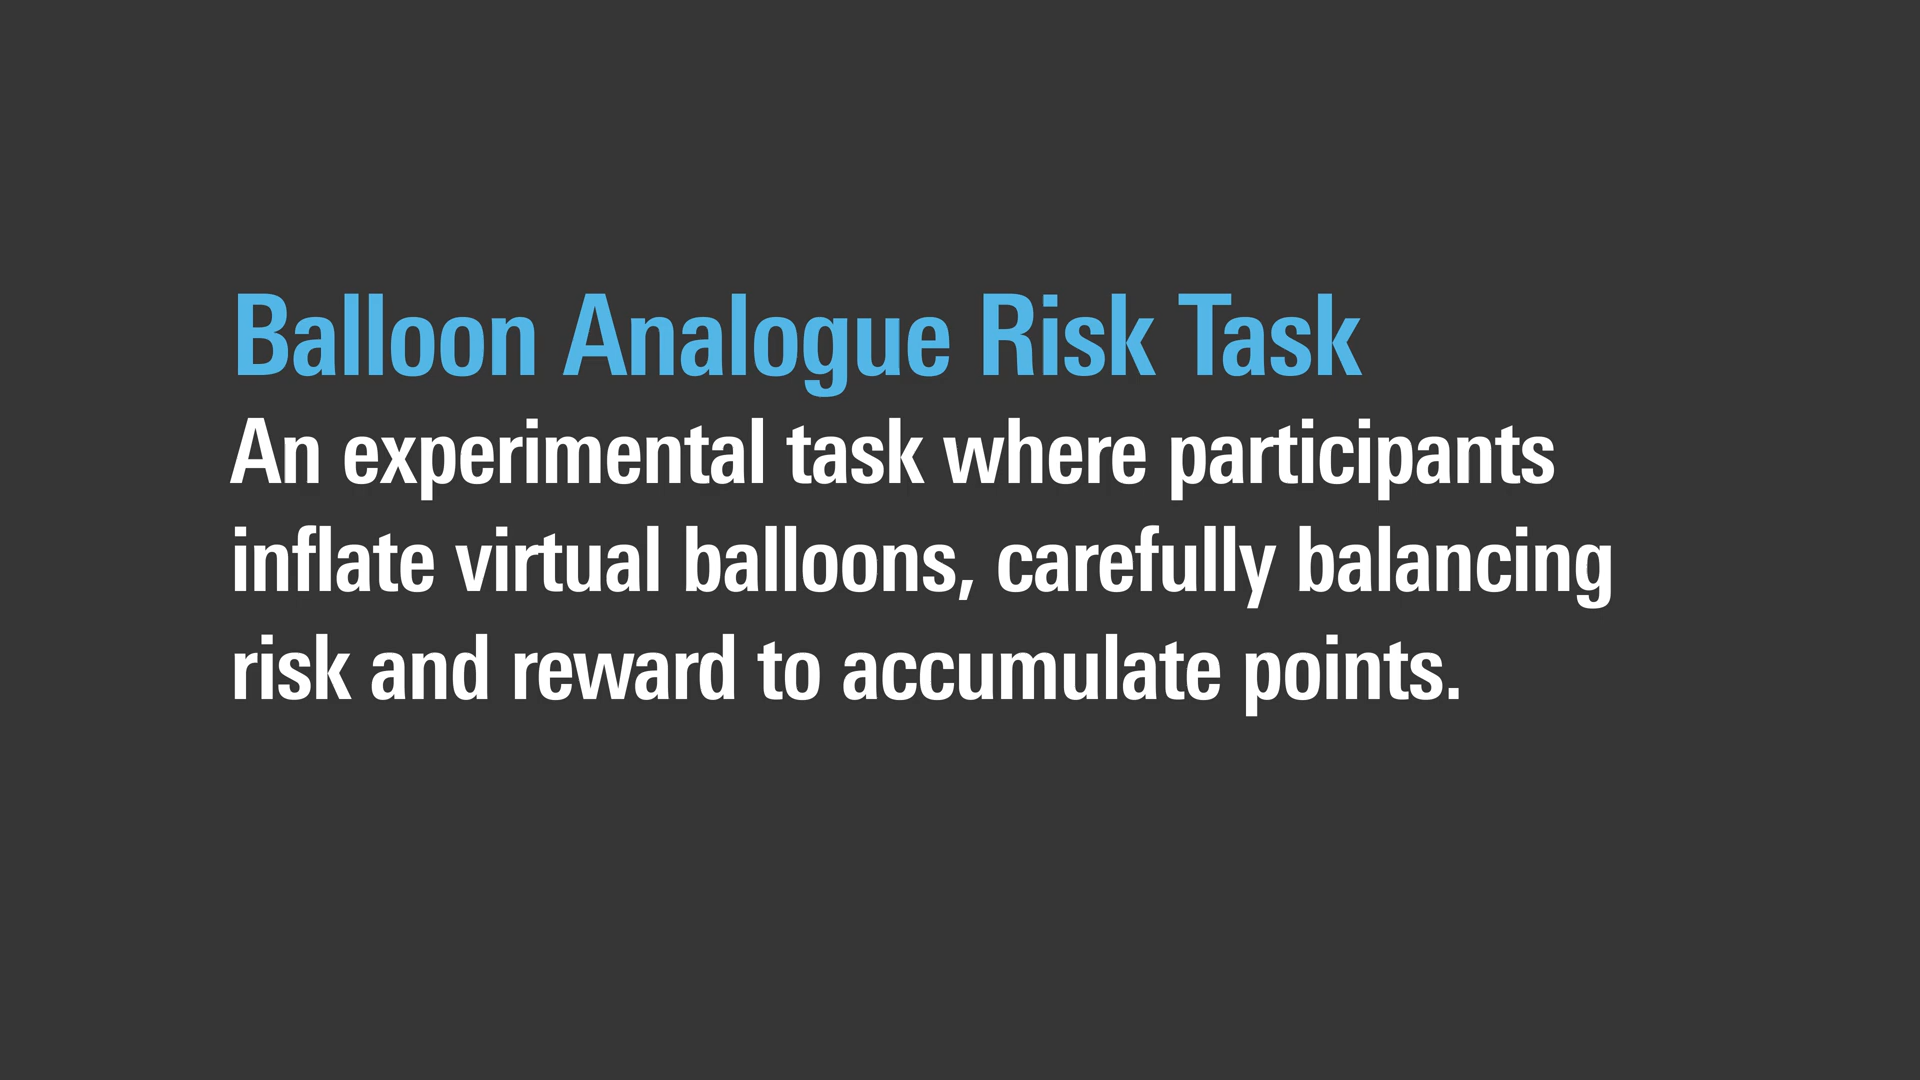 Balloon Analogue Risk Task
An experimental task where participants
inflate virtual balloons, carefully balancing
risk and reward to accumulate points.